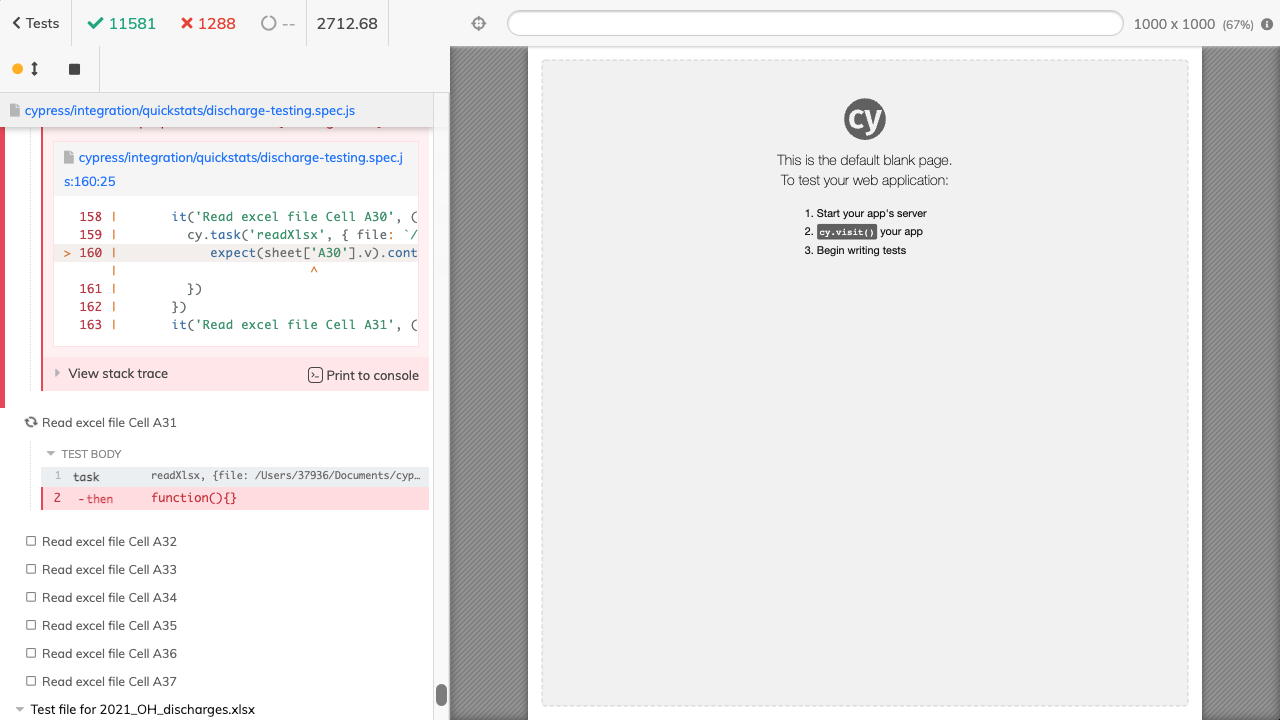 Tests
11581
1288
--
2712.68
1000 x 1000 (67%)
cypress/integration/quickstats/discharge-testing.spec.js
cypress/integration/quickstats/discharge-testing.spec.j
s:160:25
158 | it('Read excel file Cell A30', (
159 | cy.task('readXlsx', { file: `/
> 160 | expect(sheet['A30'].v).cont
| ^
161 | })
162 | })
163 | it('Read excel file Cell A31', (
View stack trace
Print to console
Read excel file Cell A31
TEST BODY
1 task readXlsx, {file: /Users/37936/Documents/cyp…
2 -then function(){}
Read excel file Cell A32
Read excel file Cell A33
Read excel file Cell A34
Read excel file Cell A35
Read excel file Cell A36
Read excel file Cell A37
Test file for 2021_OH_discharges.xlsx
cy
This is the default blank page.
To test your web application:
1. Start your app's server
2. cy.visit() your app
3. Begin writing tests